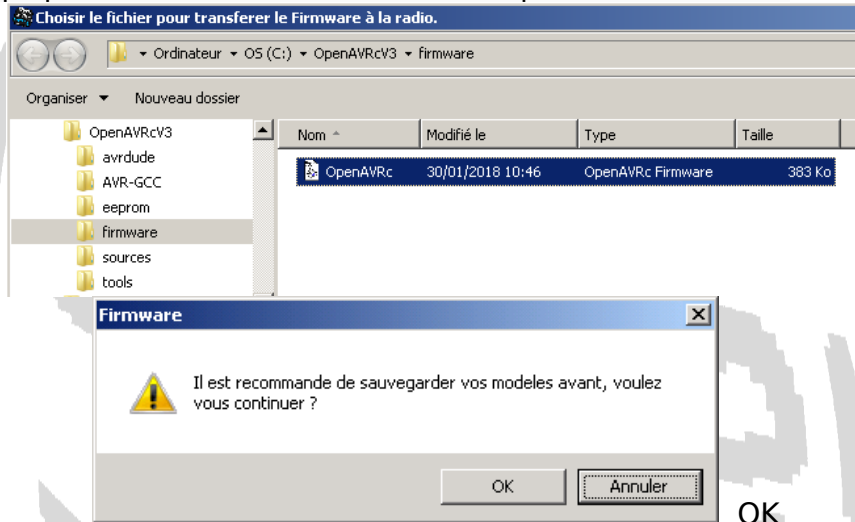 Choisir le fichier pour transferer le Firmware à la radio.
Ordinateur OS (C:) OpenAVRcV3 firmware
Organiser Nouveau dossier
OpenAVRcV3
avrdude
AVR-GCC
eeprom
firmware
sources
tools
Nom Modifié le Type Taille
OpenAVRc 30/01/2018 10:46 OpenAVRc Firmware 383 Ko
Firmware
Il est recommande de sauvegarder vos modeles avant, voulez
vous continuer ?
OK Annuler
OK